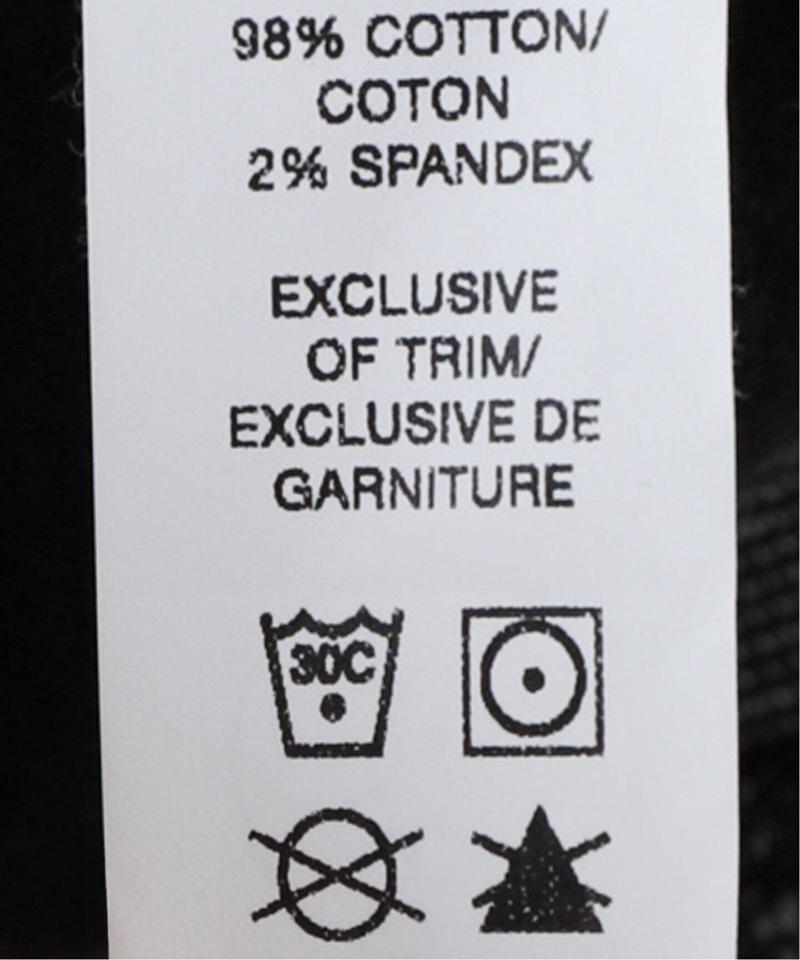 98% COTTON/
COTON
2% SPANDEX
EXCLUSIVE
OF TRIM/
EXCLUSIVE DE
GARNITURE
30C